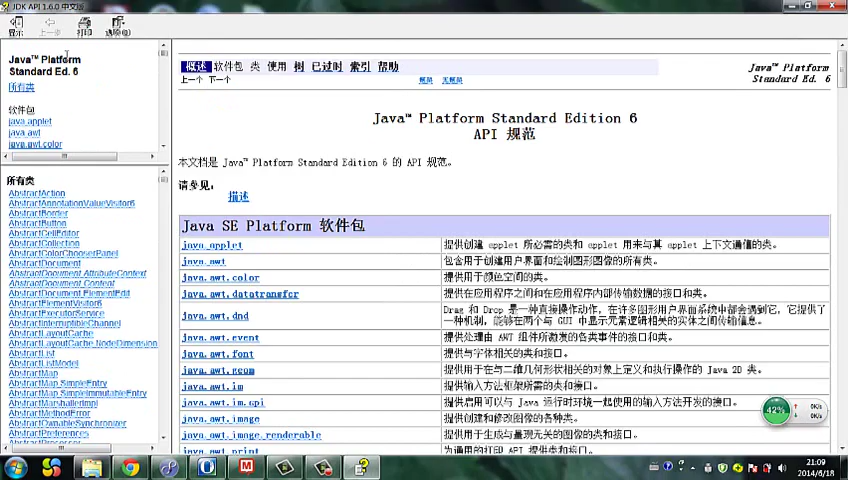 JDK API 1.6.0 中文版
显示
上一步
打印
选项(O)
Java™ Platform
Standard Ed. 6
所有类
软件包
java.applet
java.awt
java.awt.color
所有类
AbstractAction
AbstractAnnotationValueVisitor6
AbstractBorder
AbstractButton
AbstractCellEditor
AbstractCollection
AbstractColorChooserPanel
AbstractDocument
AbstractDocument.AttributeContext
AbstractDocument.Content
AbstractDocument.ElementEdit
AbstractElementVisitor6
AbstractExecutorService
AbstractInterruptibleChannel
AbstractLayoutCache
AbstractLayoutCache.NodeDimensions
AbstractList
AbstractListModel
AbstractMap
AbstractMap.SimpleEntry
AbstractMap.SimpleImmutableEntry
AbstractMarshallerImpl
AbstractMethodError
AbstractOwnableSynchronizer
AbstractPreferences
AbstractProcessor
概述 软件包 类 使用 树 已过时 索引 帮助
上一个 下一个
框架 无框架
Java™ Platform
Standard Ed. 6
Java™ Platform Standard Edition 6
API 规范
本文档是 Java™ Platform Standard Edition 6 的 API 规范。
请参见：
描述
Java SE Platform 软件包
java.applet 提供创建 applet 所必需的类和 applet 用来与其 applet 上下文通信的类。
java.awt 包含用于创建用户界面和绘制图形图像的所有类。
java.awt.color 提供用于颜色空间的类。
java.awt.datatransfer 提供在应用程序之间和在应用程序内部传输数据的接口和类。
java.awt.dnd Drag 和 Drop 是一种直接操作动作，在许多图形用户界面系统中都会遇到它，它提供了
一种机制，能够在两个与 GUI 中显示元素逻辑相关的实体之间传输信息。
java.awt.event 提供处理由 AWT 组件所激发的各类事件的接口和类。
java.awt.font 提供与字体相关的类和接口。
java.awt.geom 提供用于在与二维几何形状相关的对象上定义和执行操作的 Java 2D 类。
java.awt.im 提供输入方法框架所需的类和接口。
java.awt.im.spi 提供启用可以与 Java 运行时环境一起使用的输入方法开发的接口。
java.awt.image 提供创建和修改图像的各种类。
java.awt.image.renderable 提供用于生成与呈现无关的图像的类和接口。
java.awt.print 为通用的打印 API 提供类和接口。
42%
0K/s
0K/s
21:09
2014/6/18